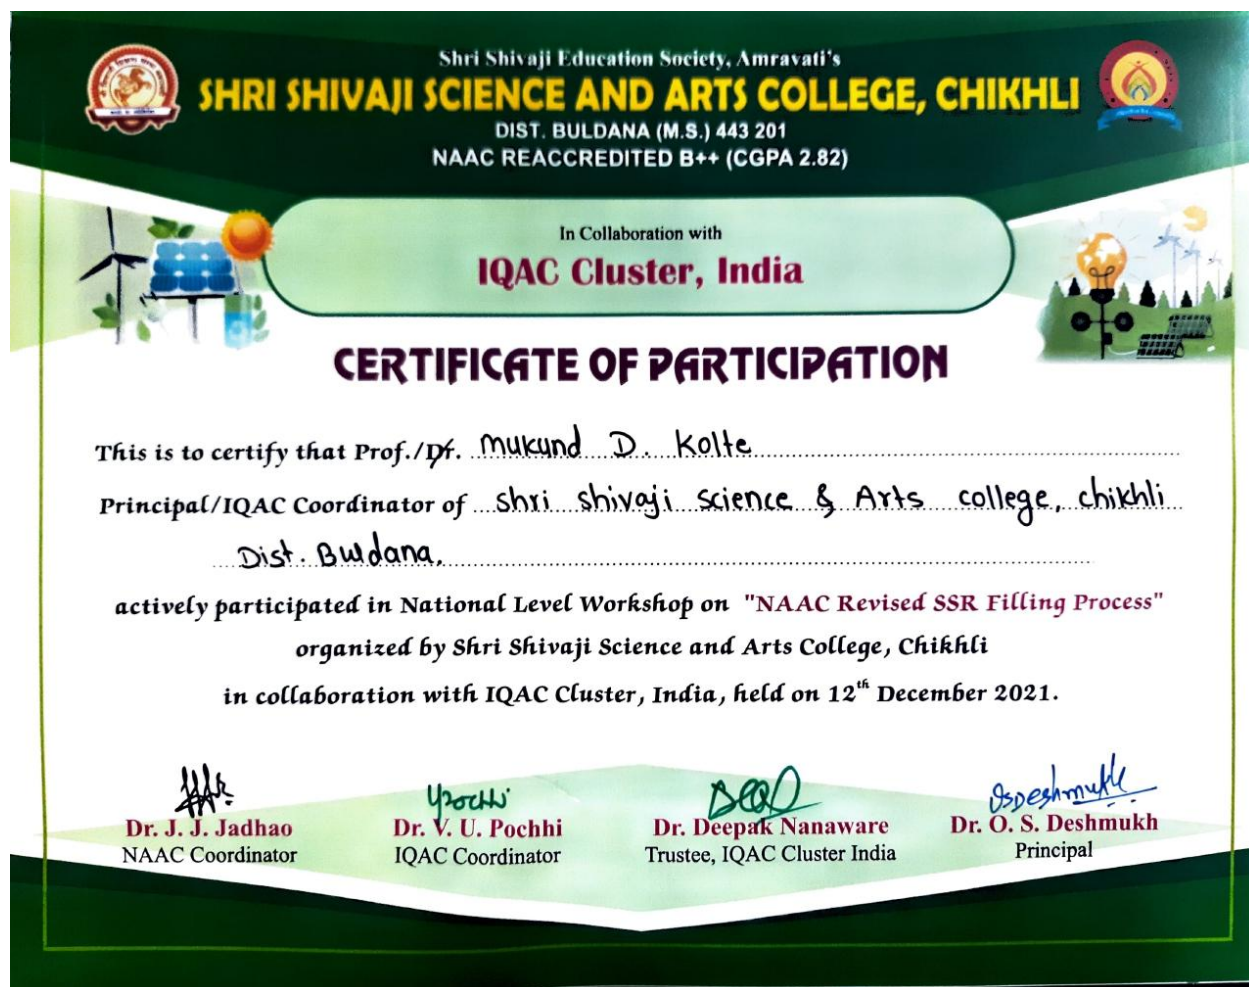 Shri Shivaji Education Society, Amravati's
SHRI SHIVAJI SCIENCE AND ARTS COLLEGE, CHIKHLI
DIST. BULDANA (M.S.) 443 201
NAAC REACCREDITED B++ (CGPA 2.82)
In Collaboration with
IQAC Cluster, India
CERTIFICATE OF PARTICIPATION
This is to certify that Prof./Dr. Mukund D. Kolte
Principal/IQAC Coordinator of Shri Shivaji Science & Arts college, chikhli
Dist. Buldana.
actively participated in National Level Workshop on "NAAC Revised SSR Filling Process"
organized by Shri Shivaji Science and Arts College, Chikhli
in collaboration with IQAC Cluster, India, held on 12th December 2021.
VPochhi
OSDeshmukh
Dr. J. J. Jadhao
Dr. V. U. Pochhi
Dr. Deepak Nanaware
Dr. O. S. Deshmukh
NAAC Coordinator
IQAC Coordinator
Trustee, IQAC Cluster India
Principal